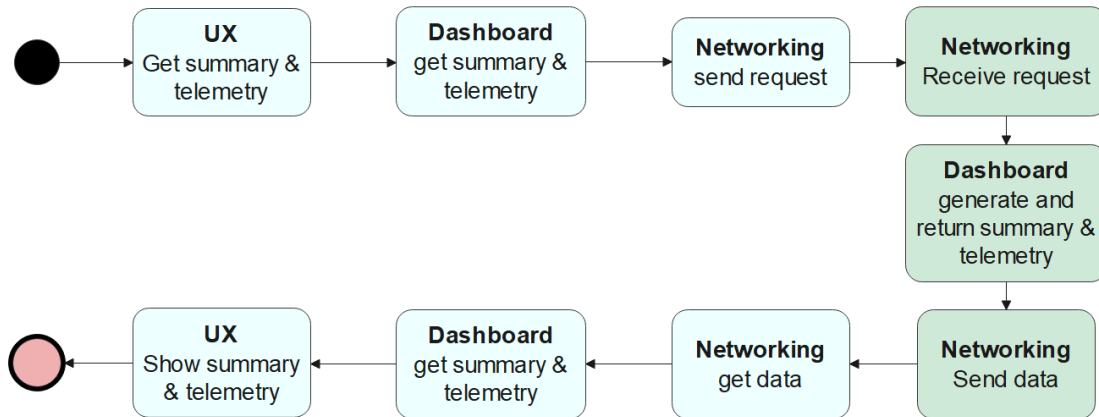 UX
Get summary &
telemetry
Dashboard
get summary &
telemetry
Networking
send request
Networking
Receive request
Dashboard
generate and
return summary &
telemetry
Networking
Send data
Networking
get data
Dashboard
get summary &
telemetry
UX
Show summary
& telemetry